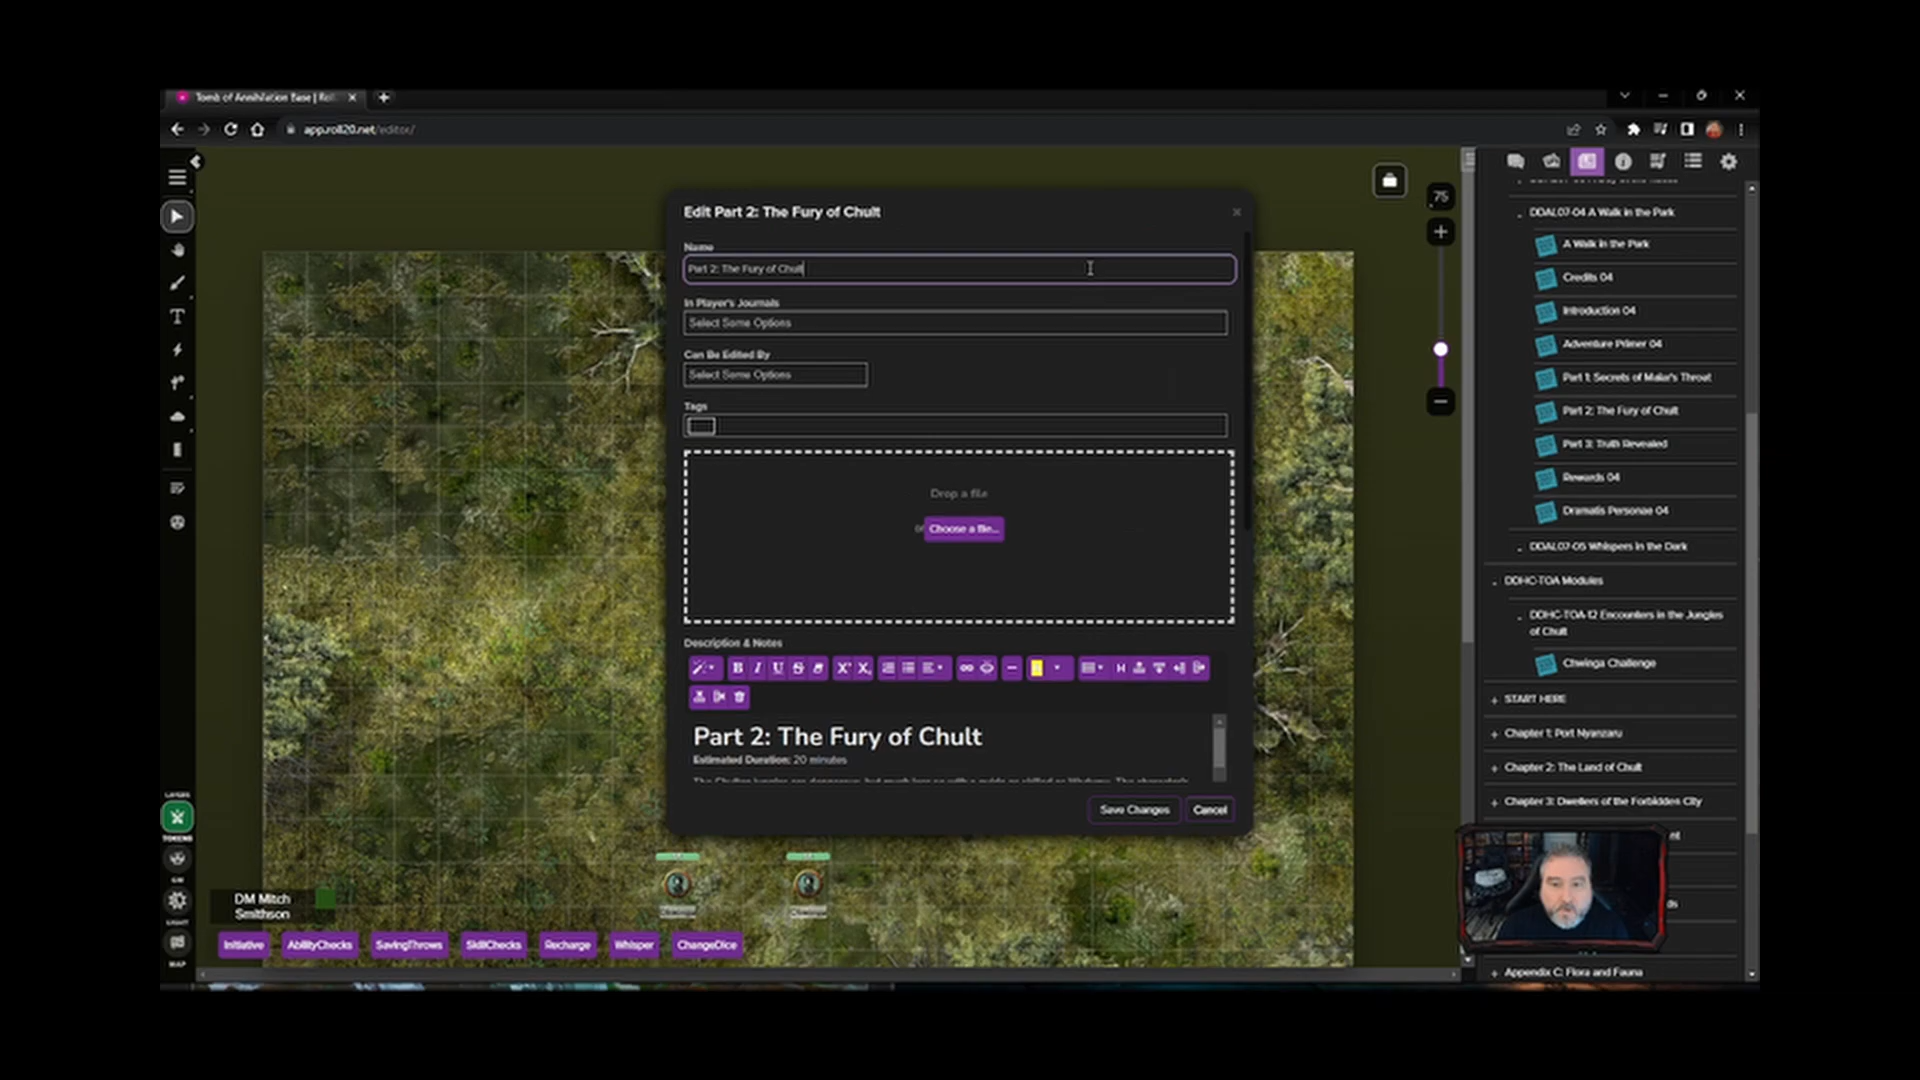 Tomb of Annihilation Base | Roll
app.roll20.net/editor/
75
Edit Part 2: The Fury of Chult
Name
Part 2: The Fury of Chult
In Player's Journals
Select Some Options
Can Be Edited By
Select Some Options
Tags
Drop a file
or Choose a file...
Description & Notes
Part 2: The Fury of Chult
Estimated Duration: 20 minutes
Save Changes
Cancel
DDAL07-04 A Walk in the Park
A Walk in the Park
Credits 04
Introduction 04
Adventure Primer 04
Part 1: Secrets of Malar's Throat
Part 2: The Fury of Chult
Part 3: Truth Revealed
Rewards 04
Dramatis Personae 04
DDAL07-05 Whispers in the Dark
DDHC-TOA Modules
DDHC-TOA-12 Encounters in the Jungles
of Chult
Chwinga Challenge
START HERE
Chapter 1: Port Nyanzaru
Chapter 2: The Land of Chult
Chapter 3: Dwellers of the Forbidden City
Appendix C: Flora and Fauna
LAYERS
TOKENS
GM
LIGHT
MAP
DM Mitch
Smithson
Initiative
AbilityChecks
SavingThrows
SkillChecks
Recharge
Whisper
ChangeDice